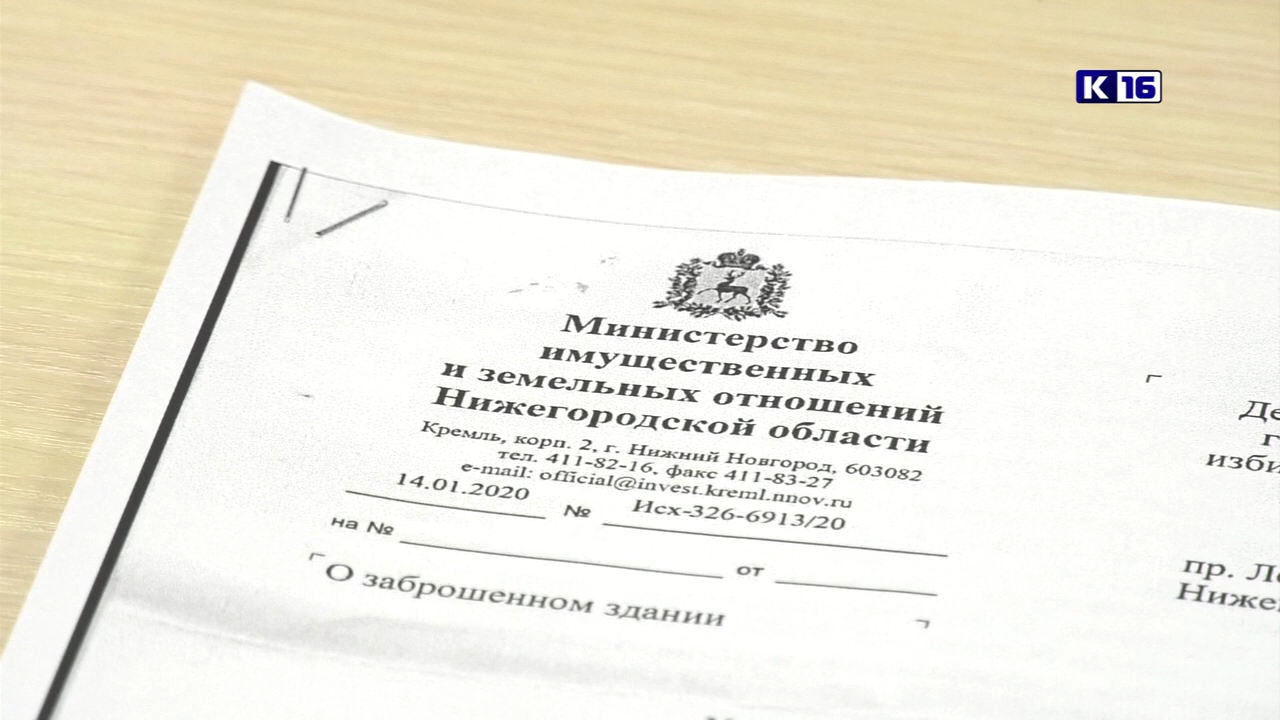 К 16
Министерство
имущественных
и земельных отношений
Нижегородской области
Кремль, корп. 2, г. Нижний Новгород, 603082
тел. 411-82-16, факс 411-83-27
e-mail: official@invest.kreml.nnov.ru
14.01.2020 № Исх-326-6913/20
на № от
О заброшенном здании
пр.